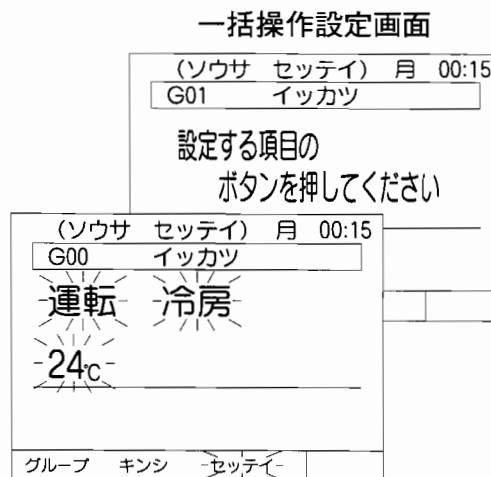 一括操作設定画面
(ソウサ セッテイ) 月 00:15
G01 イッカツ
設定する項目の
ボタンを押してください
(ソウサ セッテイ) 月 00:15
G00 イッカツ
運転 冷房
24℃
グループ キンシ セッテイ